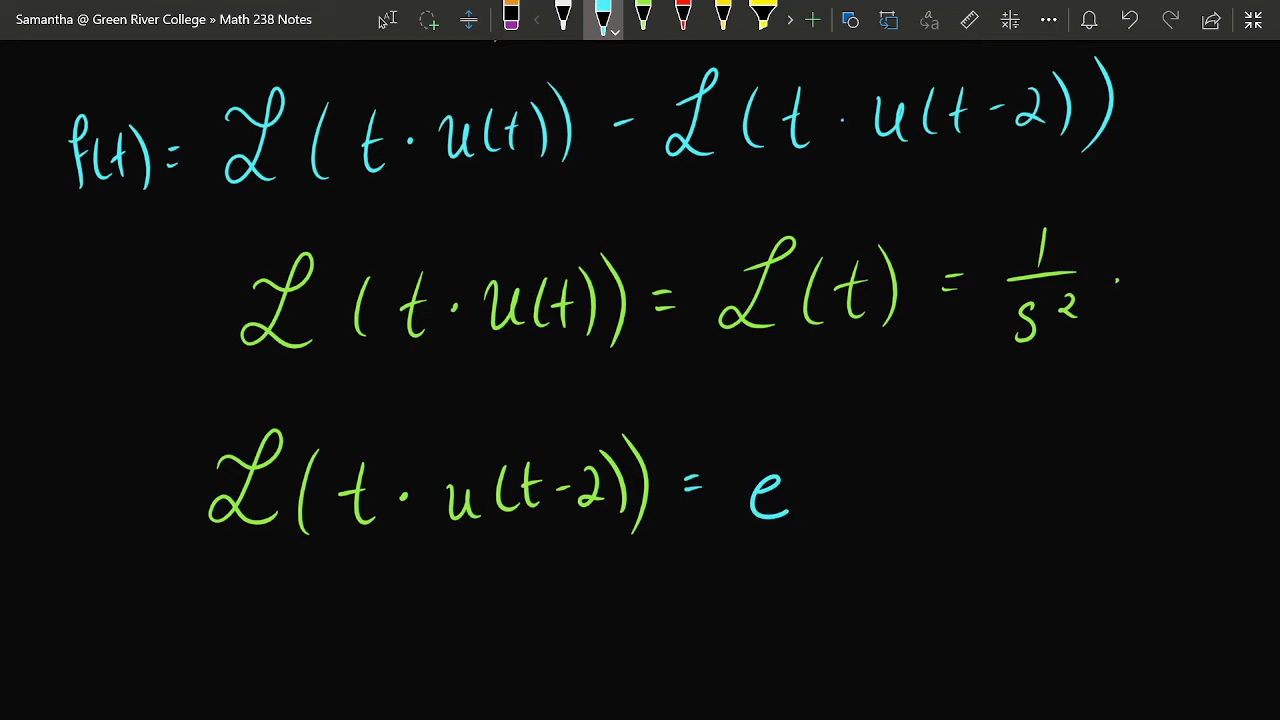 Samantha @ Green River College » Math 238 Notes
f(t) = ℒ(t · u(t)) - ℒ(t · u(t-2))
ℒ(t · u(t)) = ℒ(t) = 1/s²
ℒ(t · u(t-2)) = e